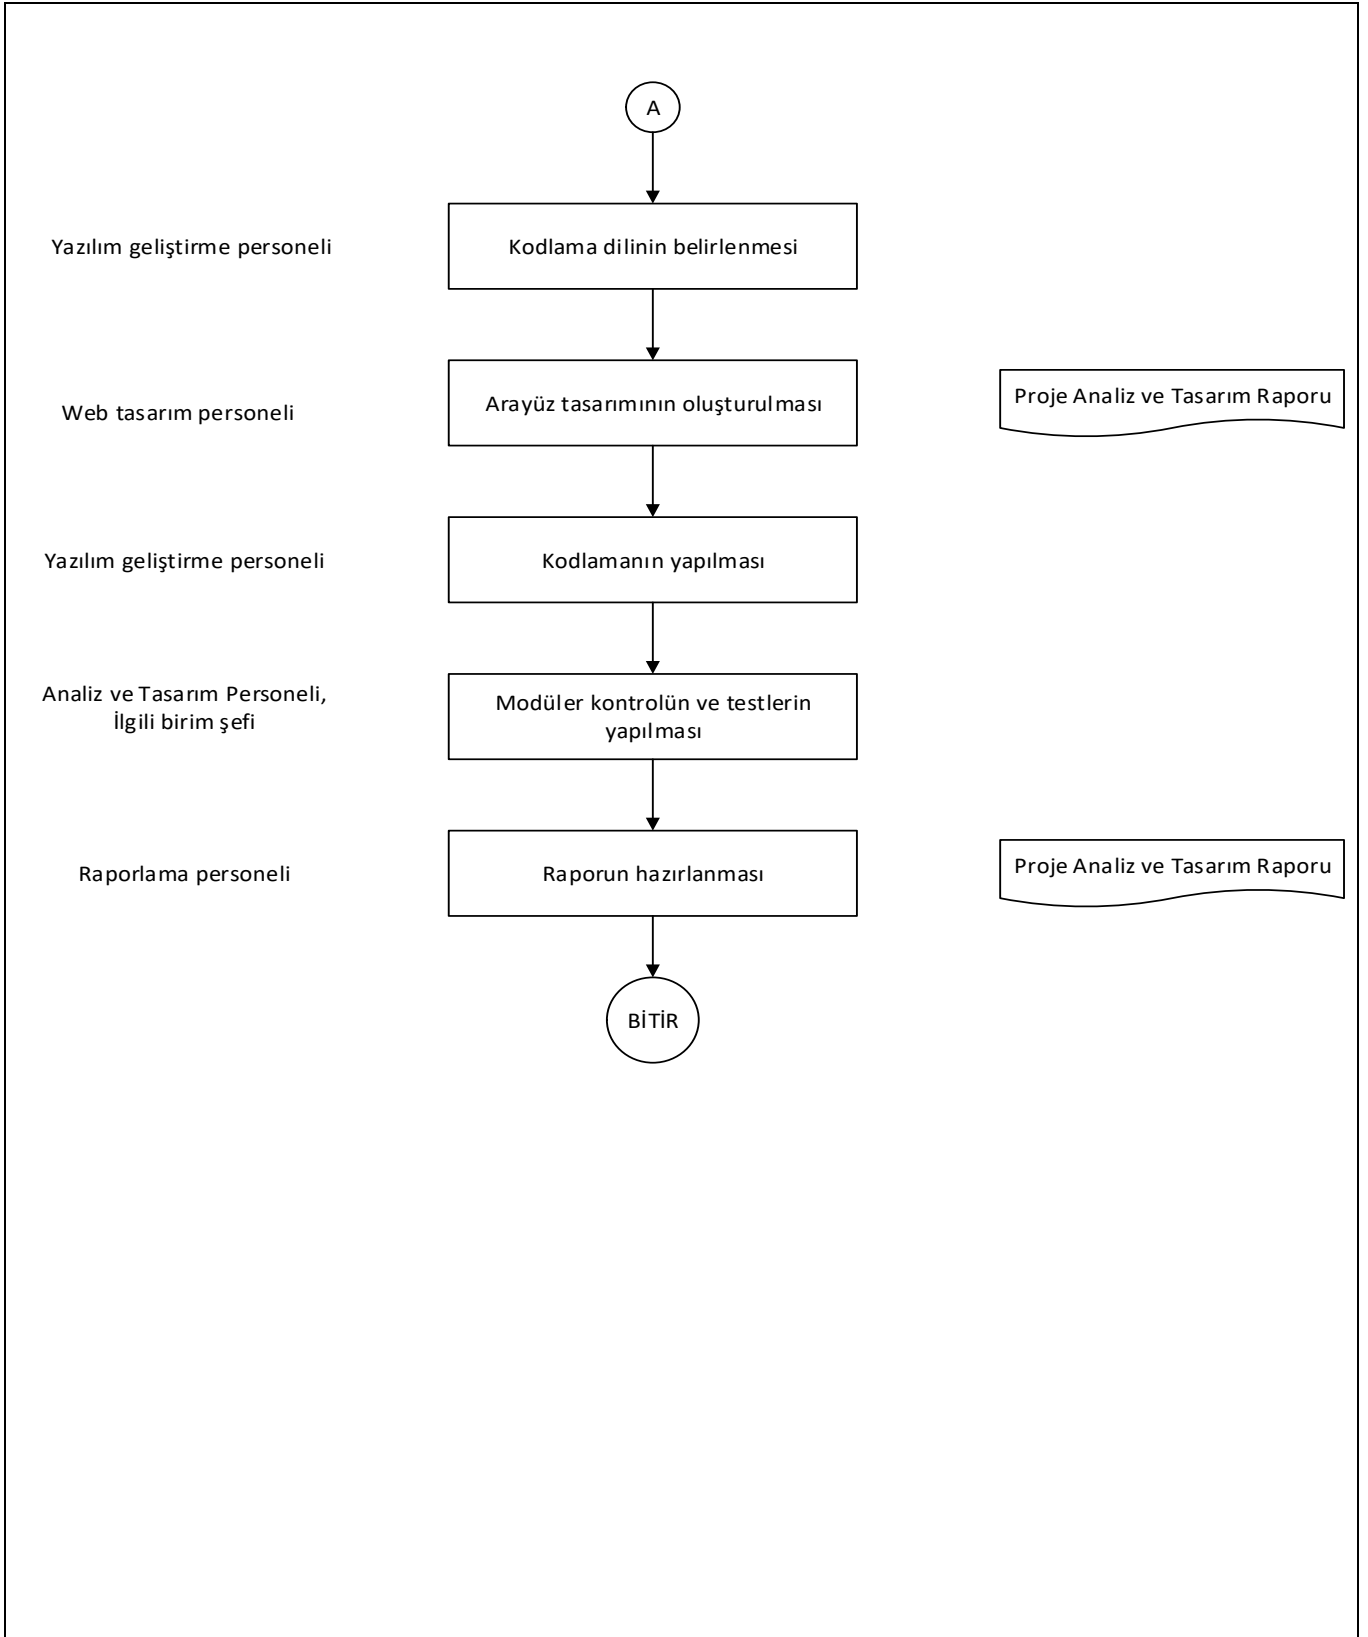 A
Yazılım geliştirme personeli
Kodlama dilinin belirlenmesi
Web tasarım personeli
Arayüz tasarımının oluşturulması
Proje Analiz ve Tasarım Raporu
Yazılım geliştirme personeli
Kodlamanın yapılması
Analiz ve Tasarım Personeli,
İlgili birim şefi
Modüler kontrolün ve testlerin
yapılması
Raporlama personeli
Raporun hazırlanması
Proje Analiz ve Tasarım Raporu
BİTİR